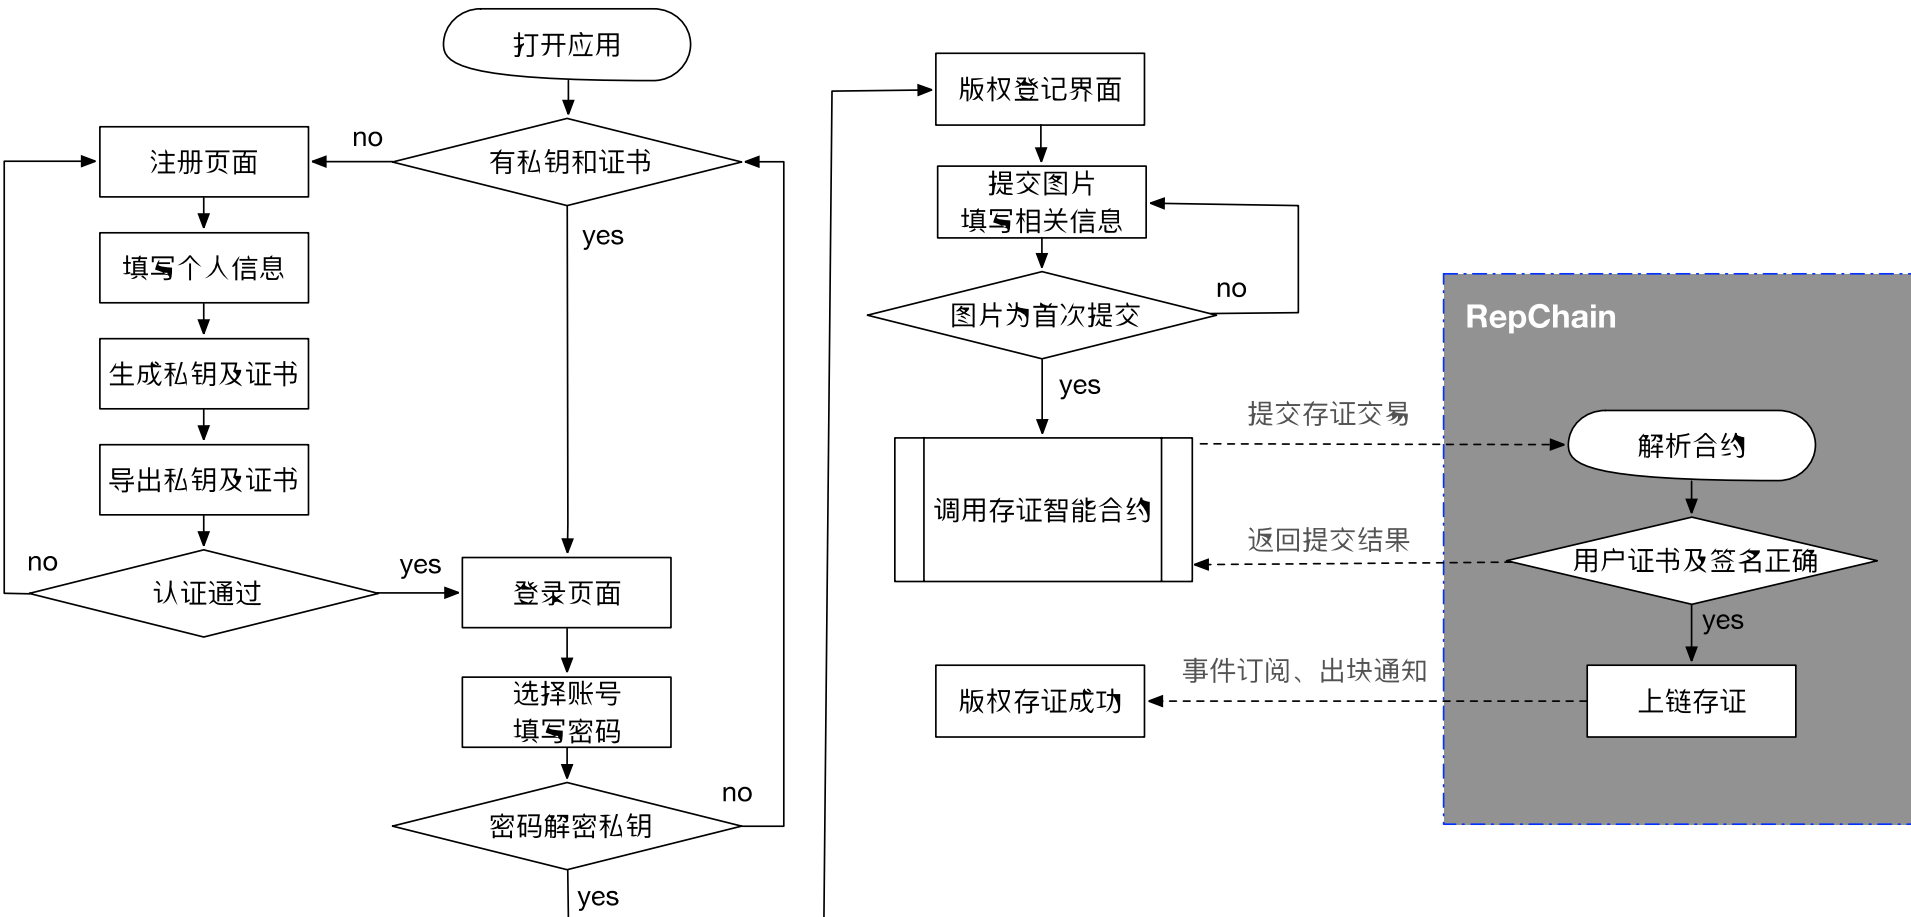 打开应用
有私钥和证书
no
yes
注册页面
填写个人信息
生成私钥及证书
导出私钥及证书
认证通过
no
yes
登录页面
选择账号
填写密码
密码解密私钥
no
yes
版权登记界面
提交图片
填写相关信息
图片为首次提交
no
yes
调用存证智能合约
提交存证交易
返回提交结果
RepChain
解析合约
用户证书及签名正确
yes
上链存证
事件订阅、出块通知
版权存证成功